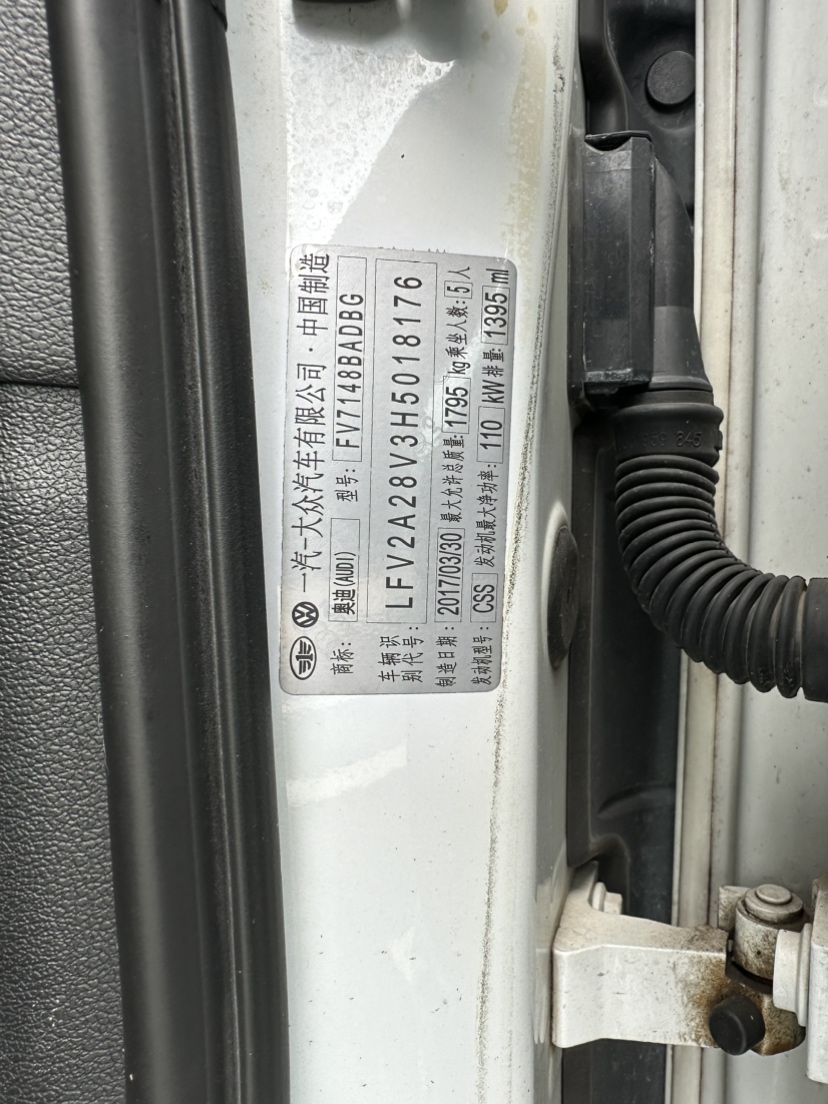 一汽-大众汽车有限公司·中国制造
商标: 奥迪(AUDI) 型号: FV7148BADBG
车辆识别代号: LFV2A28V3H5018176
制造日期: 2017/03/30 最大允许总质量: 1795 kg 乘坐人数: 5 人
发动机型号: CSS 发动机最大净功率: 110 kW 排量: 1395 ml